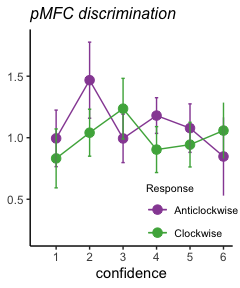 pMFC discrimination
1.5
1.0
0.5
Response
Anticlockwise
Clockwise
1 2 3 4 5 6
confidence